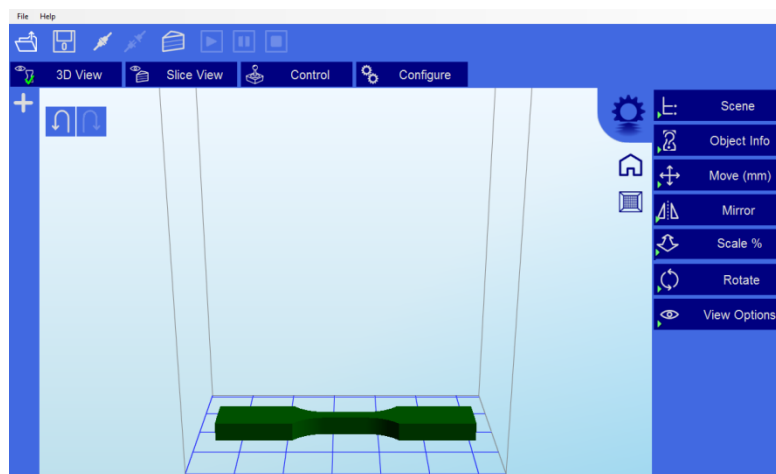 File Help
3D View Slice View Control Configure
Scene
Object Info
Move (mm)
Mirror
Scale %
Rotate
View Options